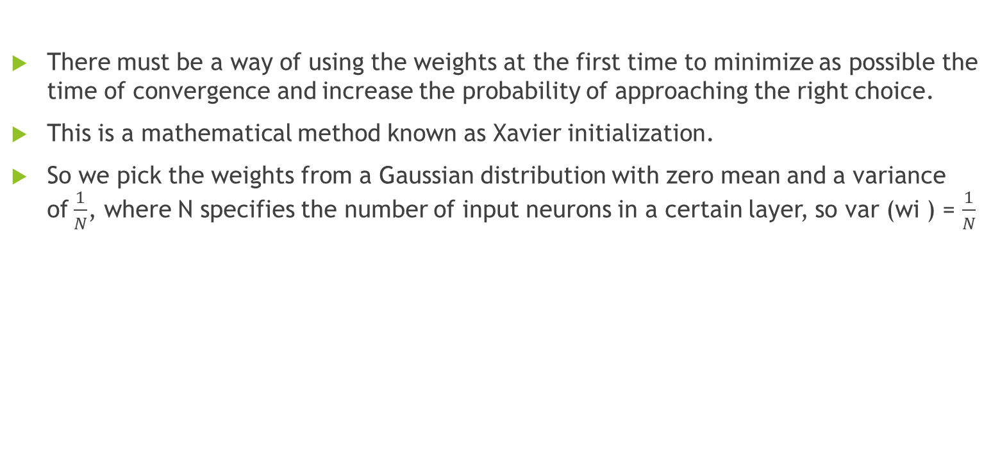 There must be a way of using the weights at the first time to minimize as possible the
time of convergence and increase the probability of approaching the right choice.
This is a mathematical method known as Xavier initialization.
So we pick the weights from a Gaussian distribution with zero mean and a variance
of 1/N, where N specifies the number of input neurons in a certain layer, so var (wi ) = 1/N